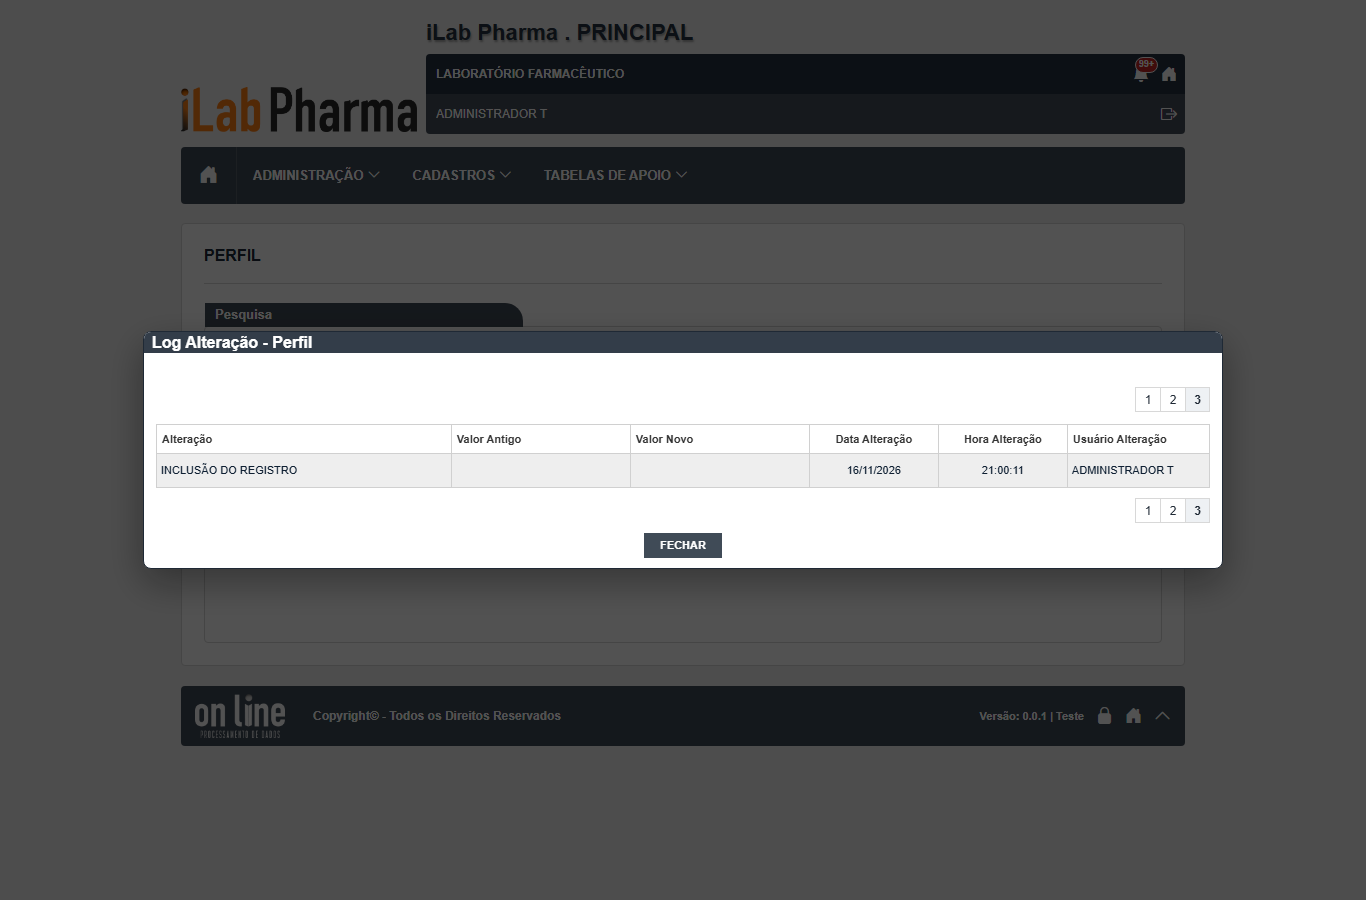 iLab Pharma . PRINCIPAL
LABORATÓRIO FARMACÊUTICO
99+
iLab Pharma
ADMINISTRADOR T
ADMINISTRAÇÃO
CADASTROS
TABELAS DE APOIO
PERFIL
Pesquisa
Log Alteração - Perfil
1 2 3
Alteração Valor Antigo Valor Novo Data Alteração Hora Alteração Usuário Alteração
INCLUSÃO DO REGISTRO 16/11/2026 21:00:11 ADMINISTRADOR T
1 2 3
FECHAR
on line
PROCESSAMENTO DE DADOS
Copyright© - Todos os Direitos Reservados
Versão: 0.0.1 | Teste